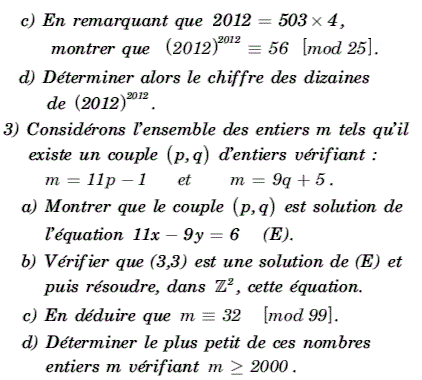 c) En remarquant que 2012 = 503 × 4,
montrer que (2012)²⁰¹² ≡ 56 [mod 25].
d) Déterminer alors le chiffre des dizaines
de (2012)²⁰¹².
3) Considérons l'ensemble des entiers m tels qu'il
existe un couple (p, q) d'entiers vérifiant :
m = 11p − 1 et m = 9q + 5.
a) Montrer que le couple (p, q) est solution de
l'équation 11x − 9y = 6 (E).
b) Vérifier que (3,3) est une solution de (E) et
puis résoudre, dans ℤ², cette équation.
c) En déduire que m ≡ 32 [mod 99].
d) Déterminer le plus petit de ces nombres
entiers m vérifiant m ≥ 2000.